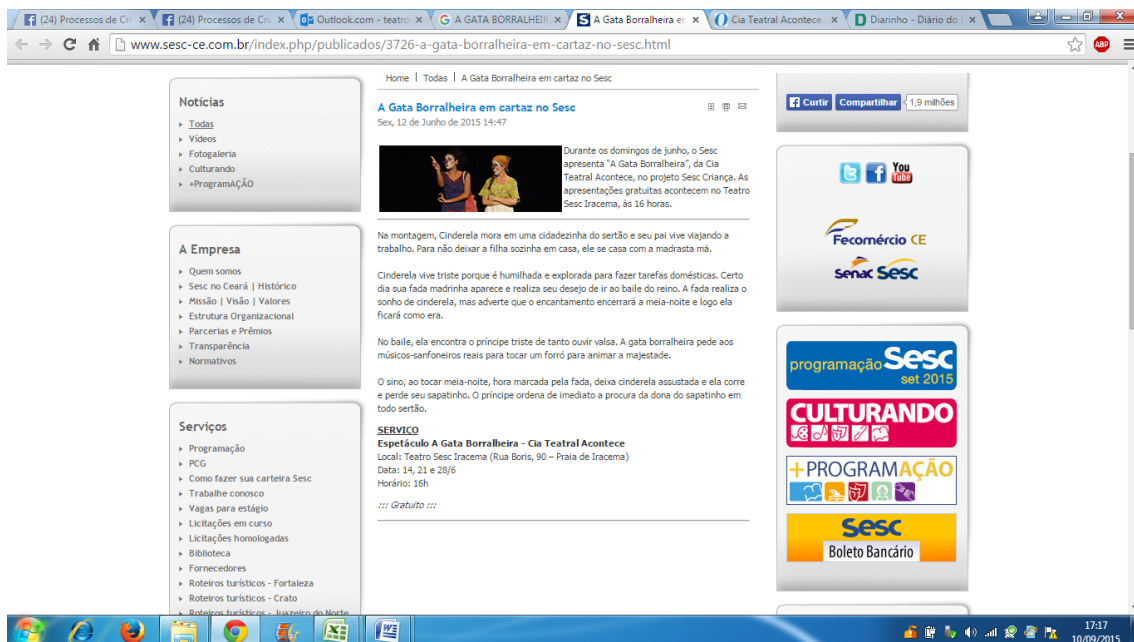 (24) Processos de Cri
(24) Processos de Cri
Outlook.com - teatro
A GATA BORRALHEIR
A Gata Borralheira em
Cia Teatral Acontece
Diarinho - Diário do
www.sesc-ce.com.br/index.php/publicados/3726-a-gata-borralheira-em-cartaz-no-sesc.html
ABP
Home | Todas | A Gata Borralheira em cartaz no Sesc
Notícias
Todas
Vídeos
Fotogaleria
Culturando
+ProgramAÇÃO
A Empresa
Quem somos
Sesc no Ceará | Histórico
Missão | Visão | Valores
Estrutura Organizacional
Parcerias e Prêmios
Transparência
Normativos
Serviços
Programação
PCG
Como fazer sua carteira Sesc
Trabalhe conosco
Vagas para estágio
Licitações em curso
Licitações homologadas
Biblioteca
Fornecedores
Roteiros turísticos - Fortaleza
Roteiros turísticos - Crato
Roteiros turísticos - Juazeiro do Norte
A Gata Borralheira em cartaz no Sesc
Sex, 12 de Junho de 2015 14:47
Durante os domingos de junho, o Sesc
apresenta "A Gata Borralheira", da Cia
Teatral Acontece, no projeto Sesc Criança. As
apresentações gratuitas acontecem no Teatro
Sesc Iracema, às 16 horas.
Na montagem, Cinderela mora em uma cidadezinha do sertão e seu pai vive viajando a
trabalho. Para não deixar a filha sozinha em casa, ele se casa com a madrasta má.
Cinderela vive triste porque é humilhada e explorada para fazer tarefas domésticas. Certo
dia sua fada madrinha aparece e realiza seu desejo de ir ao baile do reino. A fada realiza o
sonho de cinderela, mas adverte que o encantamento encerrará a meia-noite e logo ela
ficará como era.
No baile, ela encontra o príncipe triste de tanto ouvir valsa. A gata borralheira pede aos
músicos-sanfoneiros reais para tocar um forró para animar a majestade.
O sino, ao tocar meia-noite, hora marcada pela fada, deixa cinderela assustada e ela corre
e perde seu sapatinho. O príncipe ordena de imediato a procura da dona do sapatinho em
todo sertão.
SERVICO
Espetáculo A Gata Borralheira - Cia Teatral Acontece
Local: Teatro Sesc Iracema (Rua Boris, 90 – Praia de Iracema)
Data: 14, 21 e 28/6
Horário: 16h
::: Gratuito :::
Curtir Compartilhar 1,9 milhões
You Tube
Fecomércio CE
Senac Sesc
programação Sesc
set 2015
CULTURANDO
+PROGRAMAÇÃO
Sesc
Boleto Bancário
17:17
10/09/2015